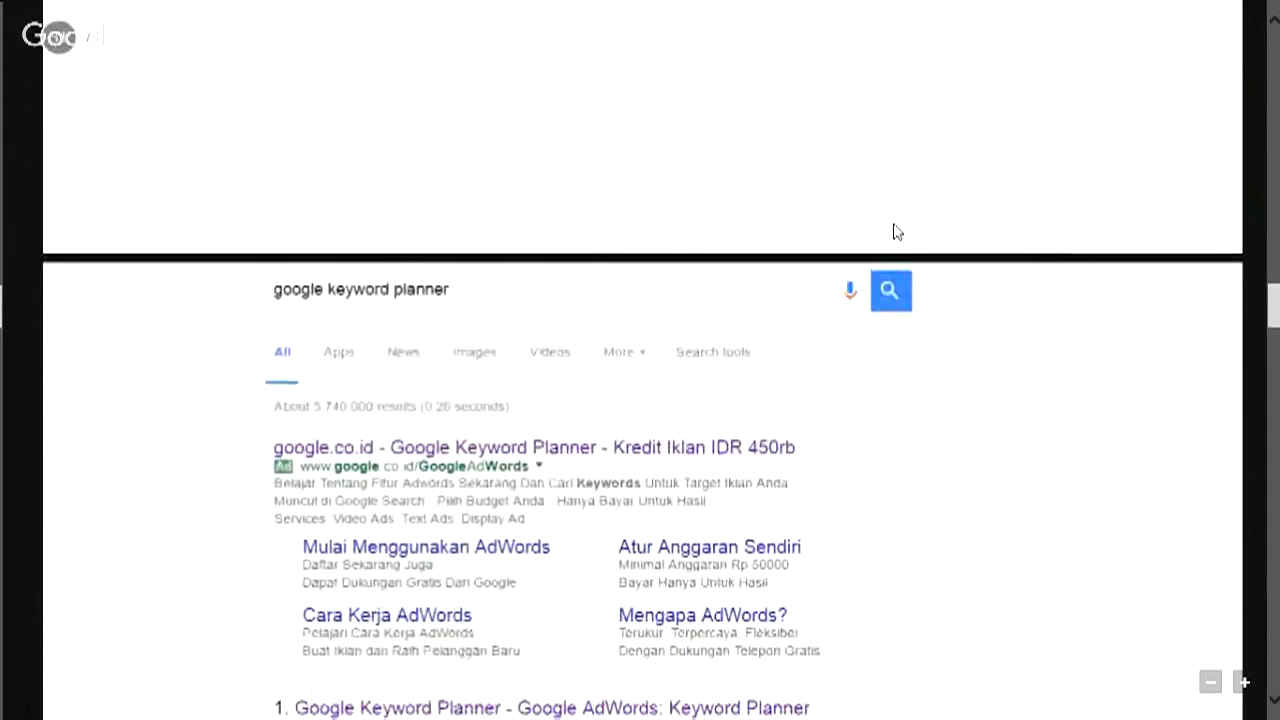 google keyword planner
All Apps News Images Videos More Search tools
About 5 740 000 results (0 26 seconds)
google.co.id - Google Keyword Planner - Kredit Iklan IDR 450rb
Ad www.google.co.id/GoogleAdWords
Belajar Tentang Fitur Adwords Sekarang Dan Cari Keywords Untuk Target Iklan Anda
Muncul di Google Search Pilih Budget Anda Hanya Bayar Untuk Hasil
Services Video Ads Text Ads Display Ad
Mulai Menggunakan AdWords
Daftar Sekarang Juga
Dapat Dukungan Gratis Dari Google
Atur Anggaran Sendiri
Minimal Anggaran Rp 50000
Bayar Hanya Untuk Hasil
Cara Kerja AdWords
Pelajari Cara Kerja AdWords
Buat Iklan dan Raih Pelanggan Baru
Mengapa AdWords?
Terukur Terpercaya Fleksibel
Dengan Dukungan Telepon Gratis
1. Google Keyword Planner - Google AdWords: Keyword Planner